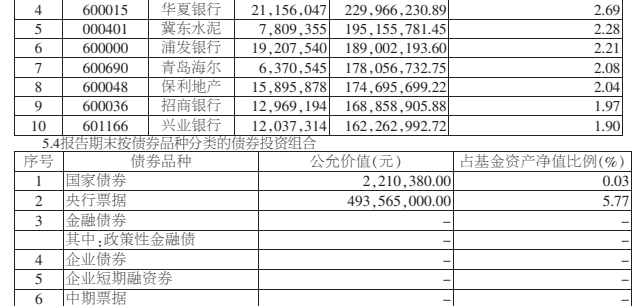 4 600015 华夏银行 21,156,047 229,966,230.89 2.69
5 000401 冀东水泥 7,809,355 195,155,781.45 2.28
6 600000 浦发银行 19,207,540 189,002,193.60 2.21
7 600690 青岛海尔 6,370,545 178,056,732.75 2.08
8 600048 保利地产 15,895,878 174,695,699.22 2.04
9 600036 招商银行 12,969,194 168,858,905.88 1.97
10 601166 兴业银行 12,037,314 162,262,992.72 1.90
5.4报告期末按债券品种分类的债券投资组合
序号 债券品种 公允价值(元) 占基金资产净值比例(%)
1 国家债券 2,210,380.00 0.03
2 央行票据 493,565,000.00 5.77
3 金融债券 – –
其中:政策性金融债 – –
4 企业债券 – –
5 企业短期融资券 – –
6 中期票据 – –